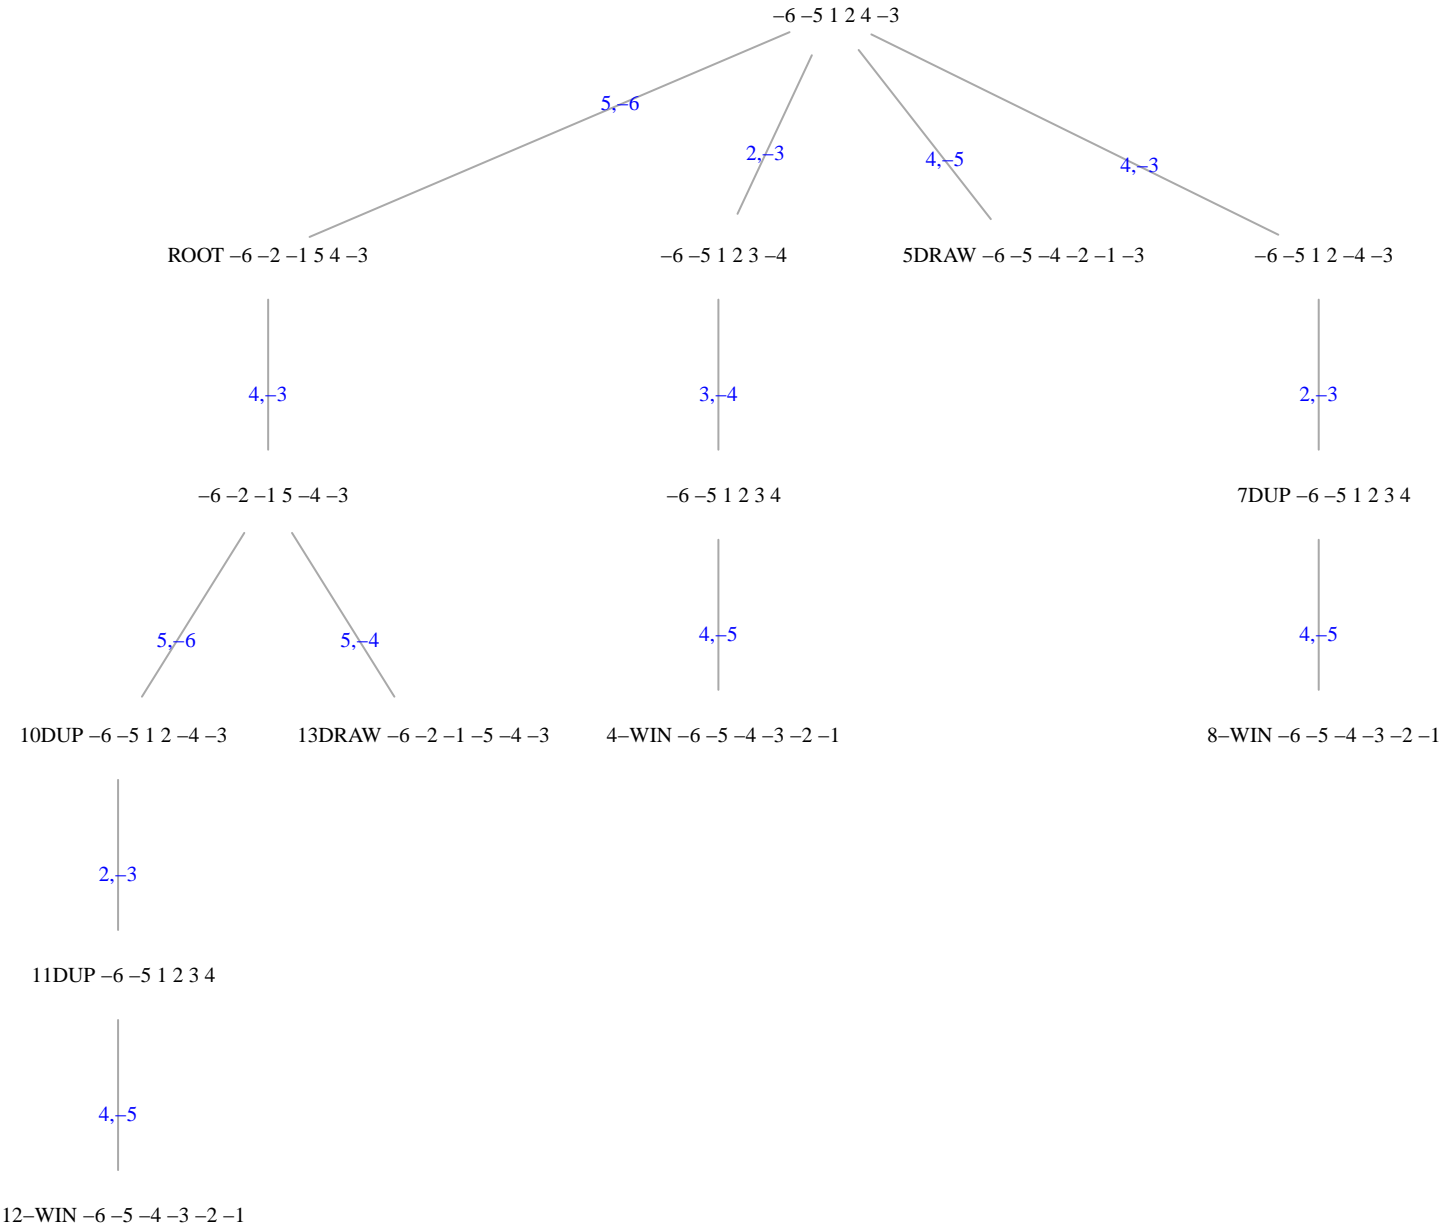 −6 −5 1 2 4 −3
5,−6
2,−3
4,−5
4,−3
ROOT −6 −2 −1 5 4 −3
−6 −5 1 2 3 −4
5DRAW −6 −5 −4 −2 −1 −3
−6 −5 1 2 −4 −3
4,−3
3,−4
2,−3
−6 −2 −1 5 −4 −3
−6 −5 1 2 3 4
7DUP −6 −5 1 2 3 4
5,−6
5,−4
4,−5
4,−5
10DUP −6 −5 1 2 −4 −3
13DRAW −6 −2 −1 −5 −4 −3
4−WIN −6 −5 −4 −3 −2 −1
8−WIN −6 −5 −4 −3 −2 −1
2,−3
11DUP −6 −5 1 2 3 4
4,−5
12−WIN −6 −5 −4 −3 −2 −1